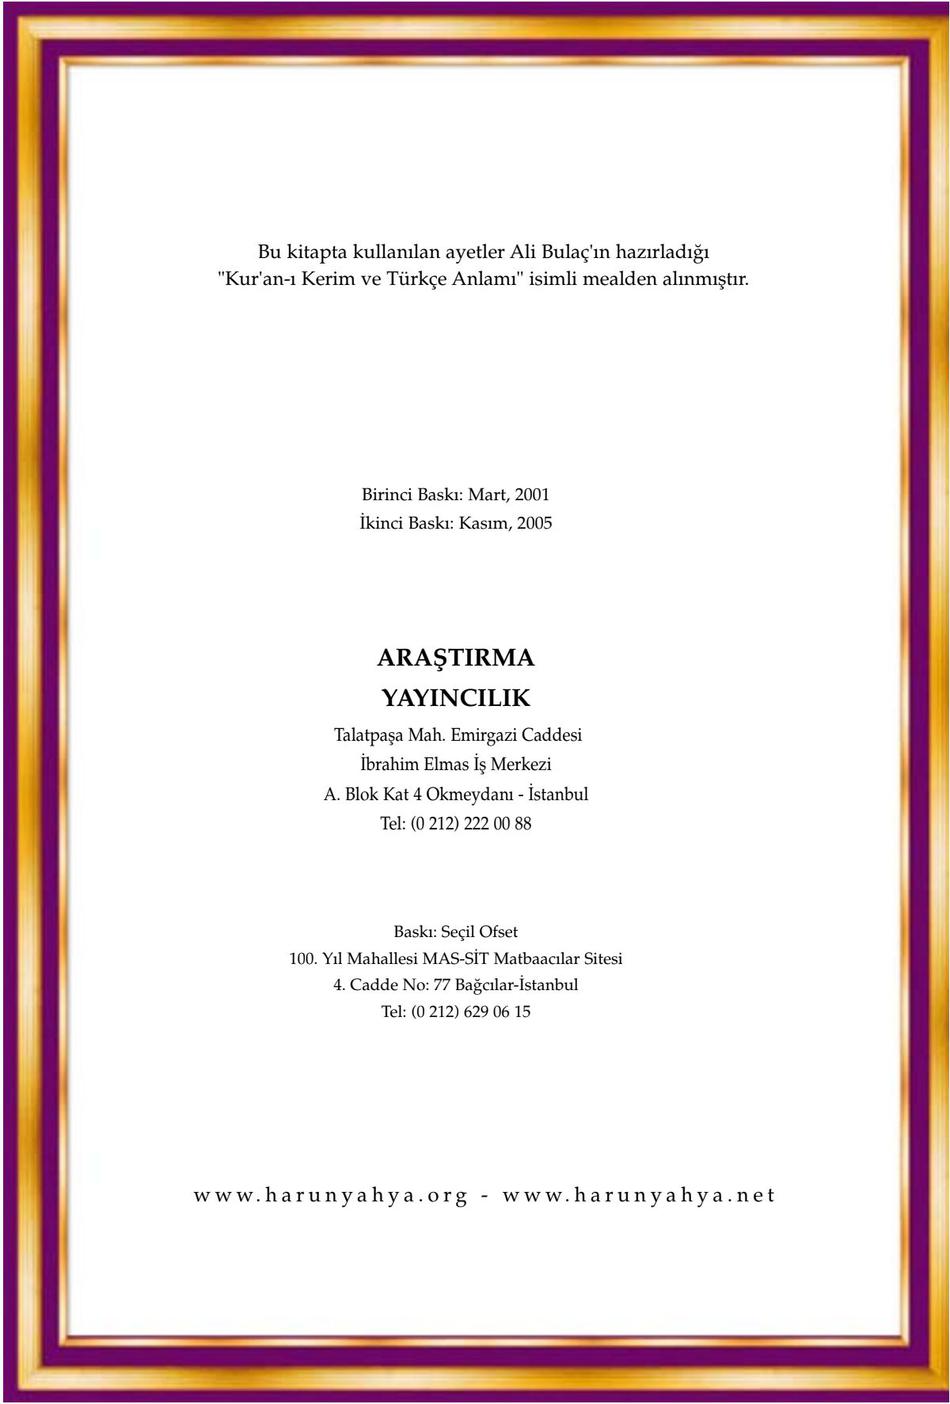 Bu kitapta kullanılan ayetler Ali Bulaç'ın hazırladığı
"Kur'an-ı Kerim ve Türkçe Anlamı" isimli mealden alınmıştır.
Birinci Baskı: Mart, 2001
İkinci Baskı: Kasım, 2005
ARAŞTIRMA
YAYINCILIK
Talatpaşa Mah. Emirgazi Caddesi
İbrahim Elmas İş Merkezi
A. Blok Kat 4 Okmeydanı - İstanbul
Tel: (0 212) 222 00 88
Baskı: Seçil Ofset
100. Yıl Mahallesi MAS-SİT Matbaacılar Sitesi
4. Cadde No: 77 Bağcılar-İstanbul
Tel: (0 212) 629 06 15
www.harunyahya.org - www.harunyahya.net